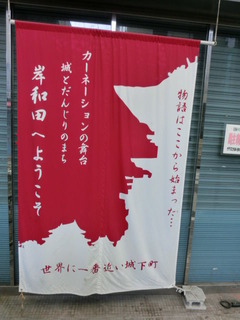 物語はここから始まった…
カーネーションの舞台
城とだんじりのまち
岸和田へようこそ
世界に一番近い城下町